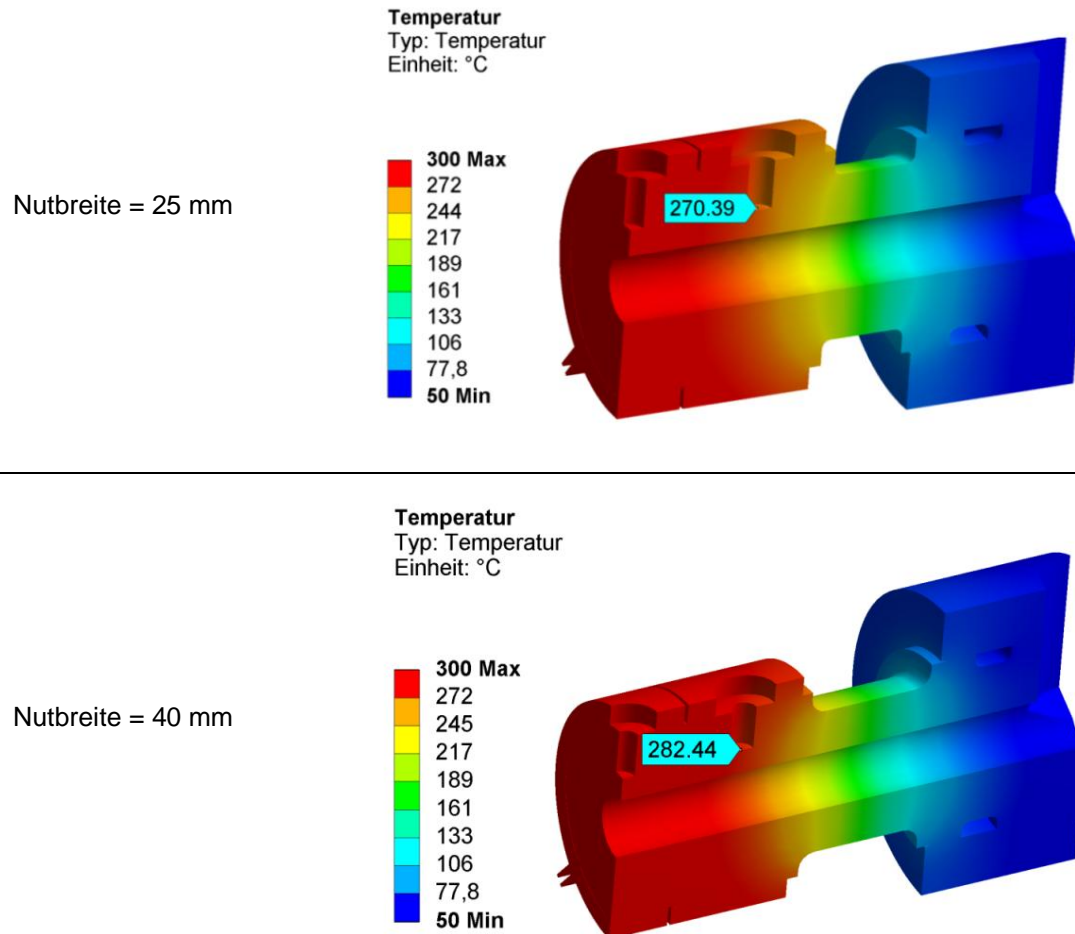 Temperatur
Typ: Temperatur
Einheit: °C
Nutbreite = 25 mm
300 Max
272
244
217
189
161
133
106
77,8
50 Min
270.39
Temperatur
Typ: Temperatur
Einheit: °C
Nutbreite = 40 mm
300 Max
272
245
217
189
161
133
106
77,8
50 Min
282.44